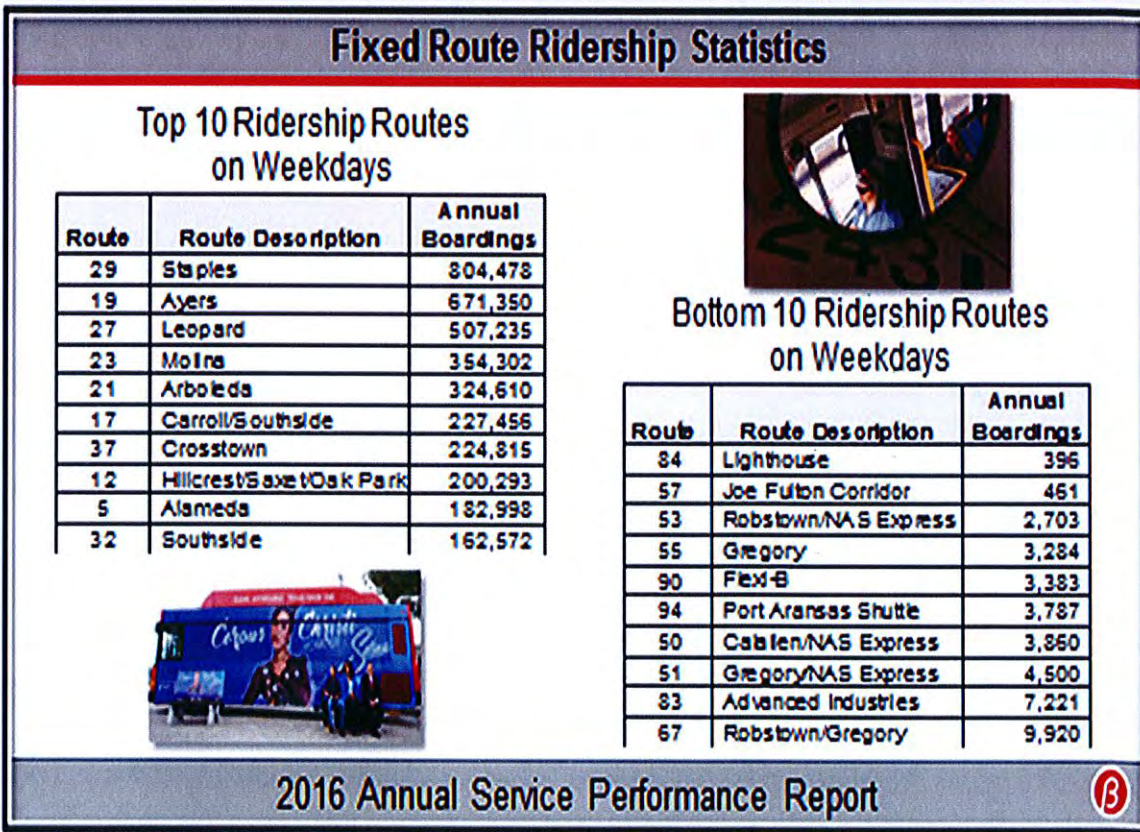 Fixed Route Ridership Statistics
Top 10 Ridership Routes
on Weekdays
Route Route Description Annual Boardings
29 Staples 804,478
19 Ayers 671,350
27 Leopard 507,235
23 Molina 354,302
21 Arboleda 324,610
17 Carroll/Southside 227,456
37 Crosstown 224,815
12 Hillcrest/Saxet/Oak Park 200,293
5 Alameda 182,998
32 Southside 162,572
Corpus Christi
Bottom 10 Ridership Routes
on Weekdays
Route Route Description Annual Boardings
84 Lighthouse 396
57 Joe Fulton Corridor 461
53 Robstown/NAS Express 2,703
55 Gregory 3,284
90 Flexi-B 3,383
94 Port Aransas Shuttle 3,787
50 Calallen/NAS Express 3,860
51 Gregory/NAS Express 4,500
83 Advanced Industries 7,221
67 Robstown/Gregory 9,920
2016 Annual Service Performance Report
β